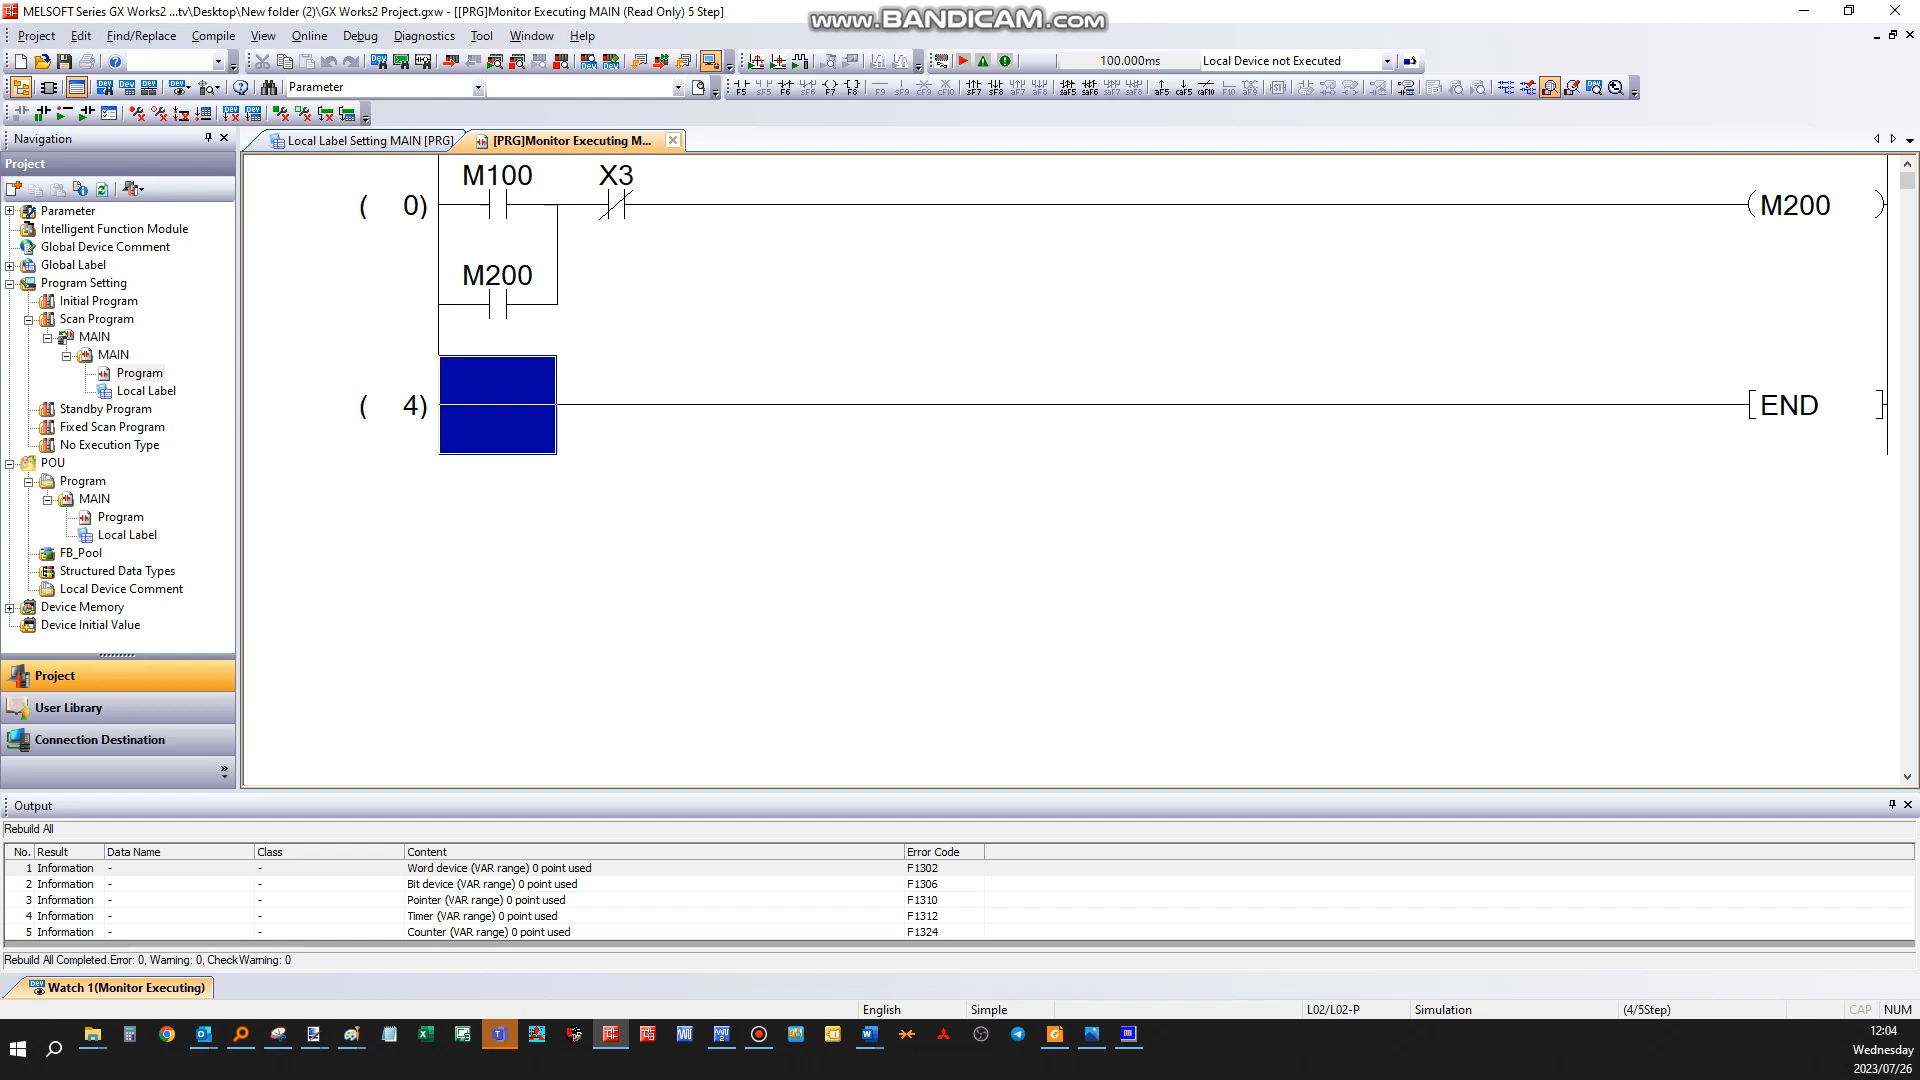 MELSOFT Series GX Works2 ...tv\Desktop\New folder (2)\GX Works2 Project.gxw - [[PRG]Monitor Executing MAIN (Read Only) 5 Step]
www.BANDICAM.com
Project Edit Find/Replace Compile View Online Debug Diagnostics Tool Window Help
100.000ms Local Device not Executed
Parameter
Navigation
Local Label Setting MAIN [PRG] [PRG]Monitor Executing M...
Project
Parameter
Intelligent Function Module
Global Device Comment
Global Label
Program Setting
Initial Program
Scan Program
MAIN
MAIN
Program
Local Label
Standby Program
Fixed Scan Program
No Execution Type
POU
Program
MAIN
Program
Local Label
FB_Pool
Structured Data Types
Local Device Comment
Device Memory
Device Initial Value
Project
User Library
Connection Destination
M100 X3
( 0) (M200 )
M200
( 4) [END ]
Output
Rebuild All
No. Result Data Name Class Content Error Code
1 Information - - Word device (VAR range) 0 point used F1302
2 Information - - Bit device (VAR range) 0 point used F1306
3 Information - - Pointer (VAR range) 0 point used F1310
4 Information - - Timer (VAR range) 0 point used F1312
5 Information - - Counter (VAR range) 0 point used F1324
Rebuild All Completed.Error: 0, Warning: 0, CheckWarning: 0
Watch 1(Monitor Executing)
English Simple L02/L02-P Simulation (4/5Step) CAP NUM
12:04
Wednesday
2023/07/26